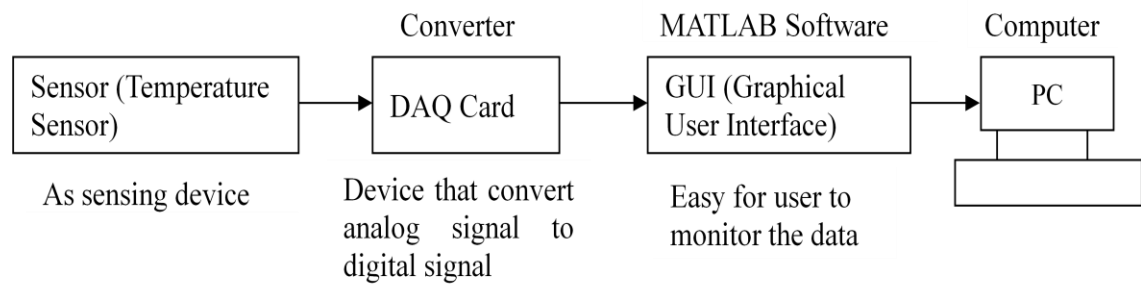 Converter
MATLAB Software
Computer
Sensor (Temperature
Sensor)
DAQ Card
GUI (Graphical
User Interface)
PC
As sensing device
Device that convert
analog signal to
digital signal
Easy for user to
monitor the data